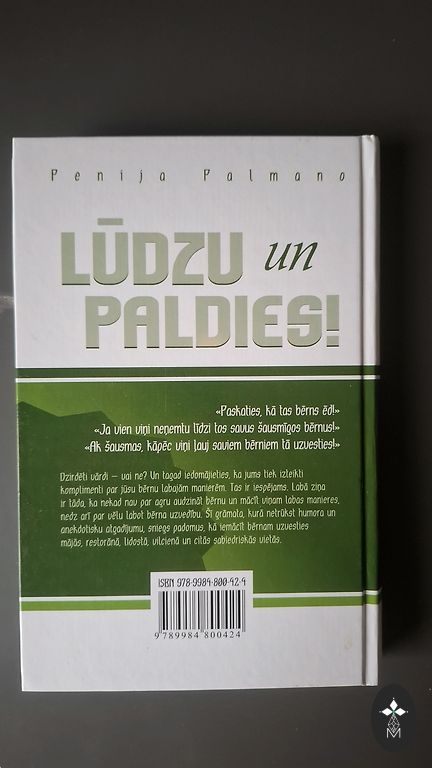 Penija Palmano
LŪDZU un
PALDIES!
«Paskaties, kā tas bērns ēd!»
«Ja vien viņi neņemtu līdzi tos savus šausmīgos bērnus!»
«Ak šausmas, kāpēc viņi ļauj saviem bērniem tā uzvesties!»
Dzirdēti vārdi – vai ne? Un tagad iedomājieties, ka jums tiek izteikti
komplimenti par jūsu bērnu labajām manierēm. Tas ir iespējams. Labā ziņa
ir tāda, ka nekad nav par agru audzināt bērnu un mācīt viņam labas manieres,
nedz arī par vēlu labot bērna uzvedību. Šī grāmata, kurā netrūkst humora un
anekdotisku atgadījumu, sniegs padomus, kā iemācīt bērnam uzvesties
mājās, restorānā, lidostā, vilcienā un citās sabiedriskās vietās.
ISBN 978-9984-800-42-4
9 789984 800424
M